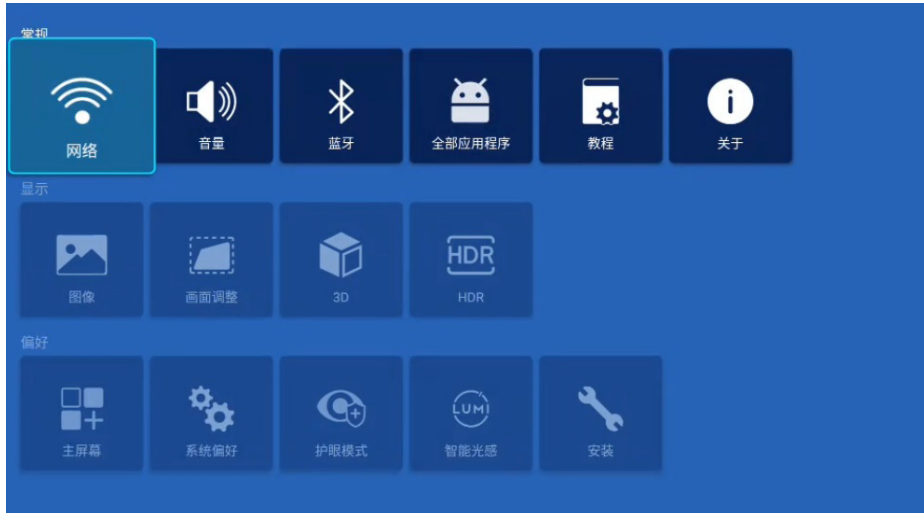 常规
网络
音量
蓝牙
全部应用程序
教程
关于
显示
图像
画面调整
3D
HDR
HDR
偏好
主屏幕
系统偏好
护眼模式
LUMI
智能光感
安装